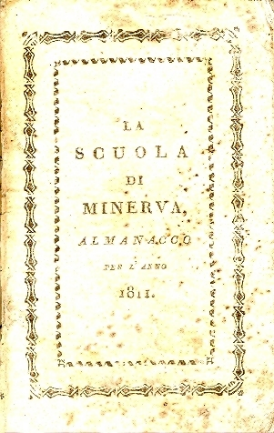 LA
SCUOLA
DI
MINERVA,
ALMANACCO
PER L'ANNO
1811.